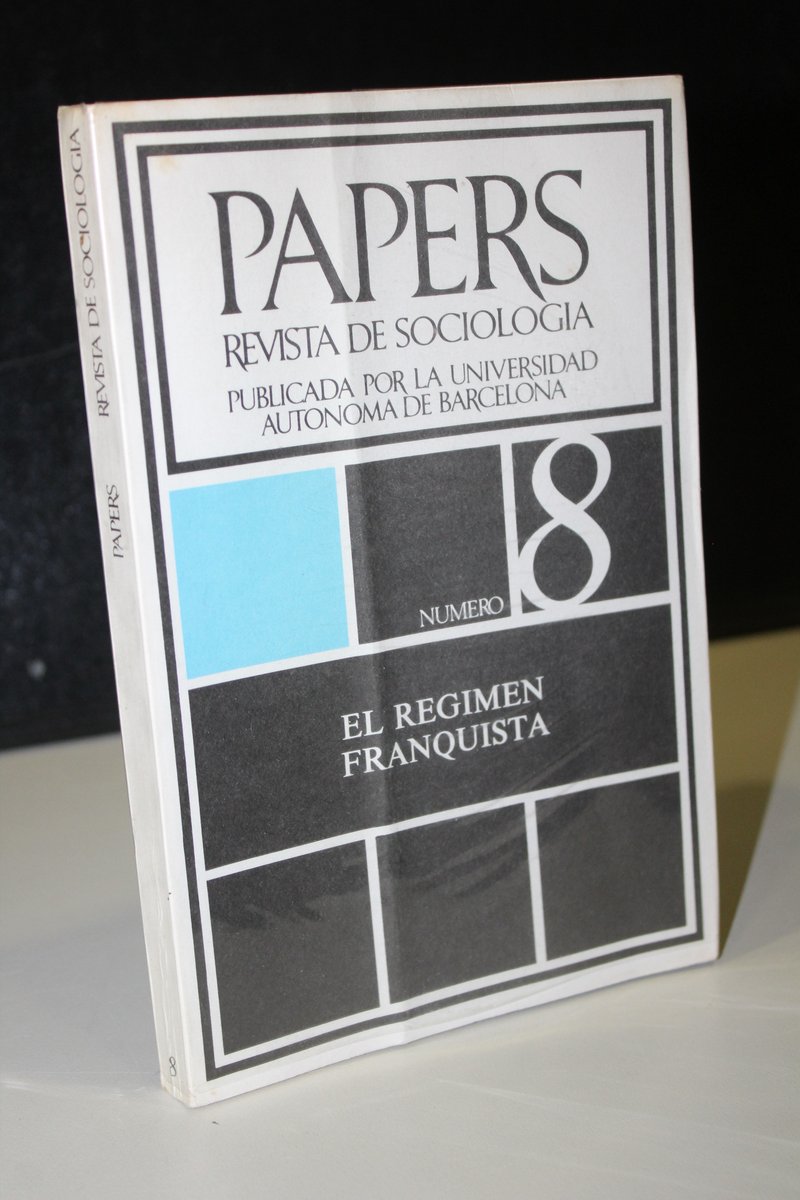 PAPERS
REVISTA DE SOCIOLOGIA
PUBLICADA POR LA UNIVERSIDAD
AUTONOMA DE BARCELONA
NUMERO 8
EL REGIMEN
FRANQUISTA
PAPERS REVISTA DE SOCIOLOGIA
8